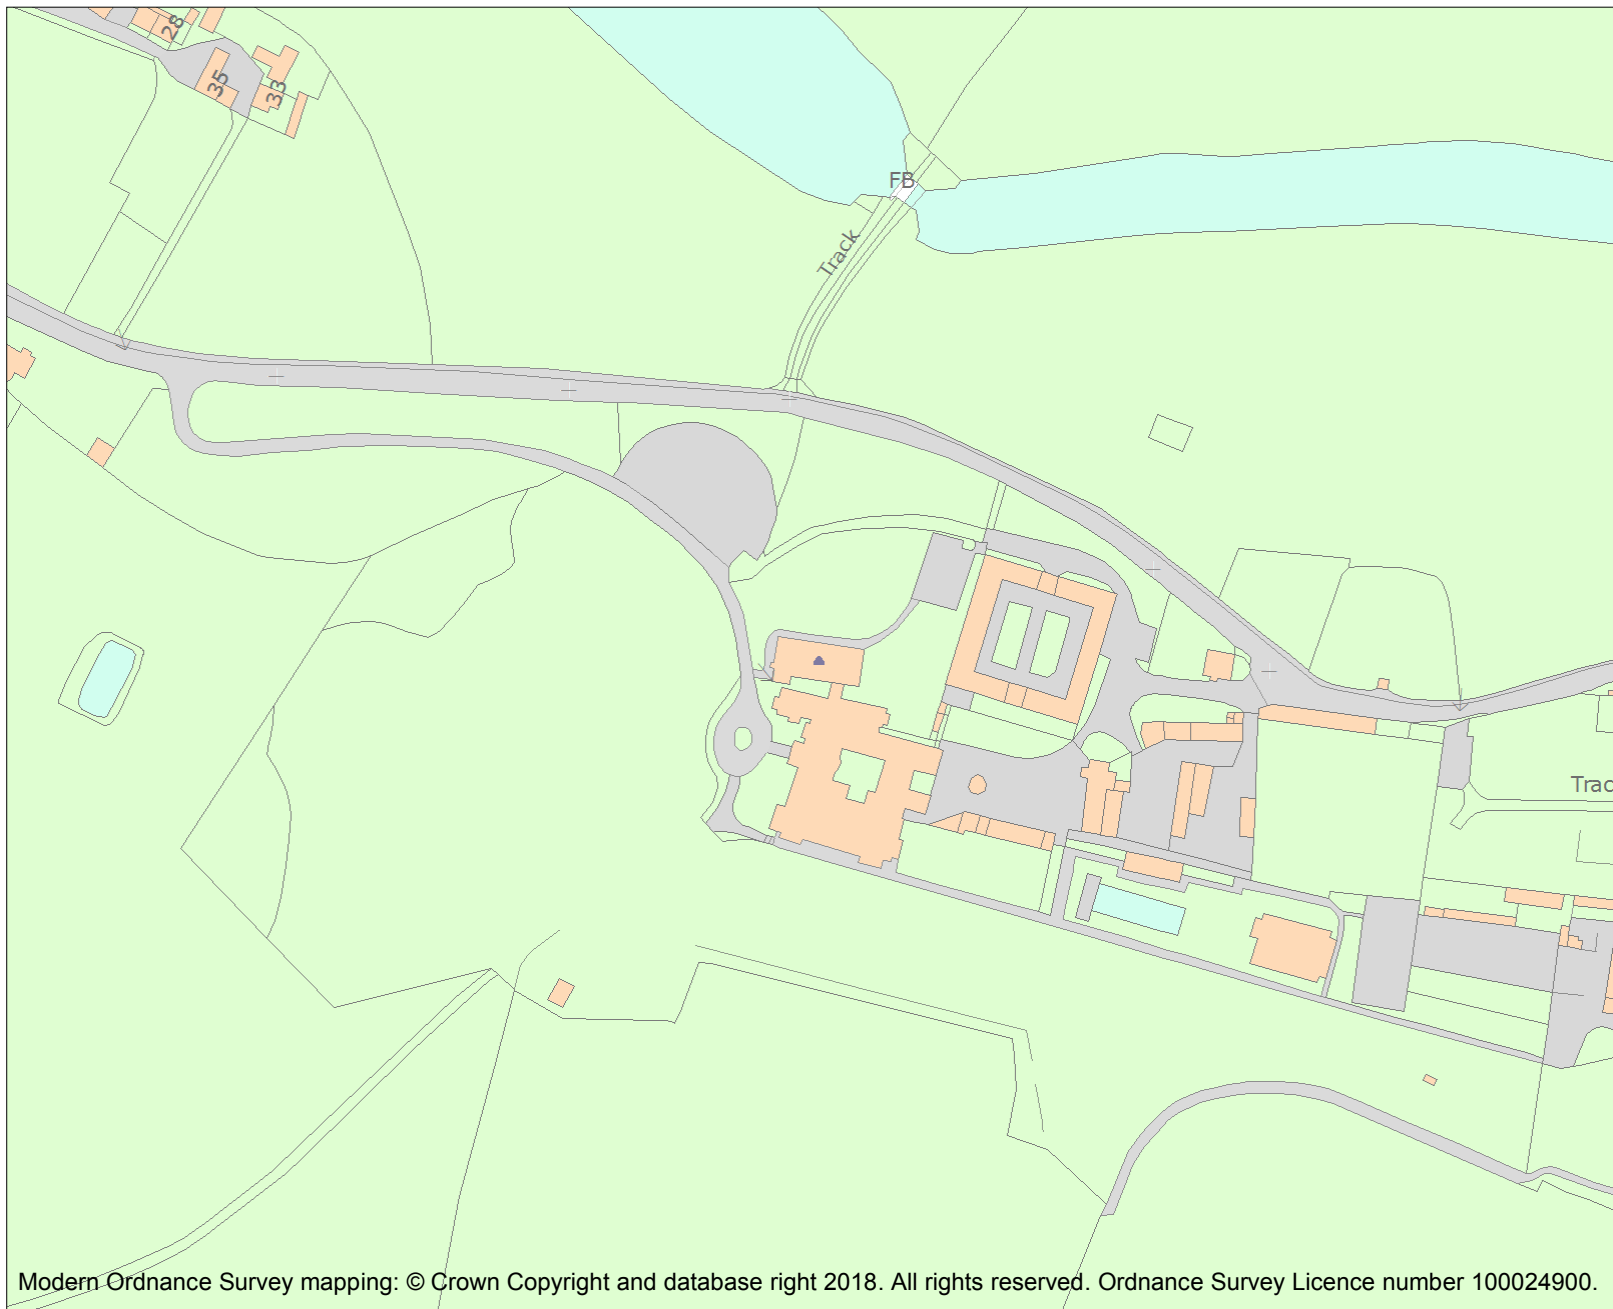 28
35
33
FB
Track
Trac
Modern Ordnance Survey mapping: © Crown Copyright and database right 2018. All rights reserved. Ordnance Survey Licence number 100024900.